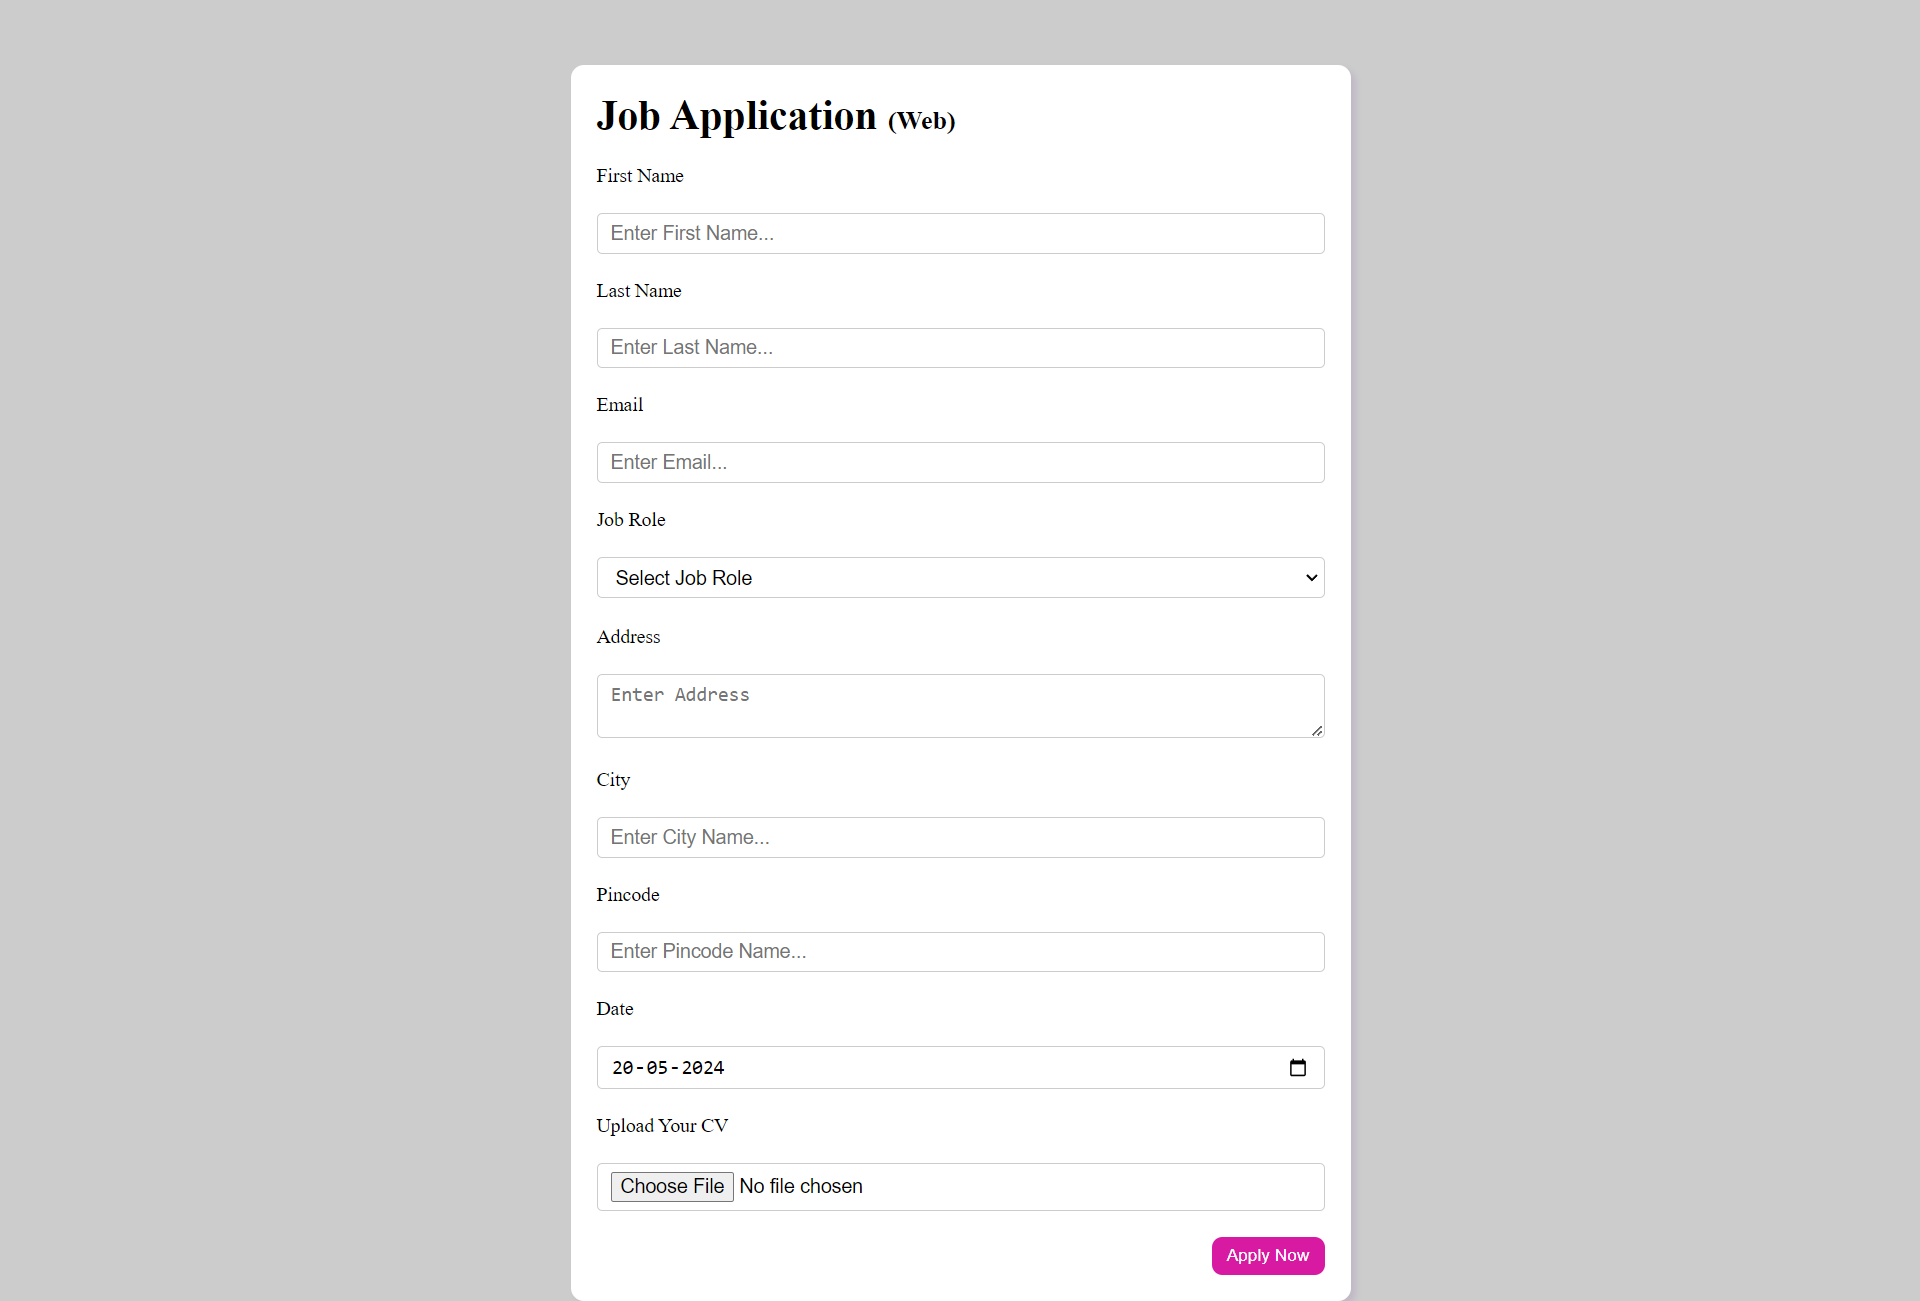 Job Application (Web)
First Name
Enter First Name...
Last Name
Enter Last Name...
Email
Enter Email...
Job Role
Select Job Role
Address
Enter Address
City
Enter City Name...
Pincode
Enter Pincode Name...
Date
20-05-2024
Upload Your CV
Choose File No file chosen
Apply Now